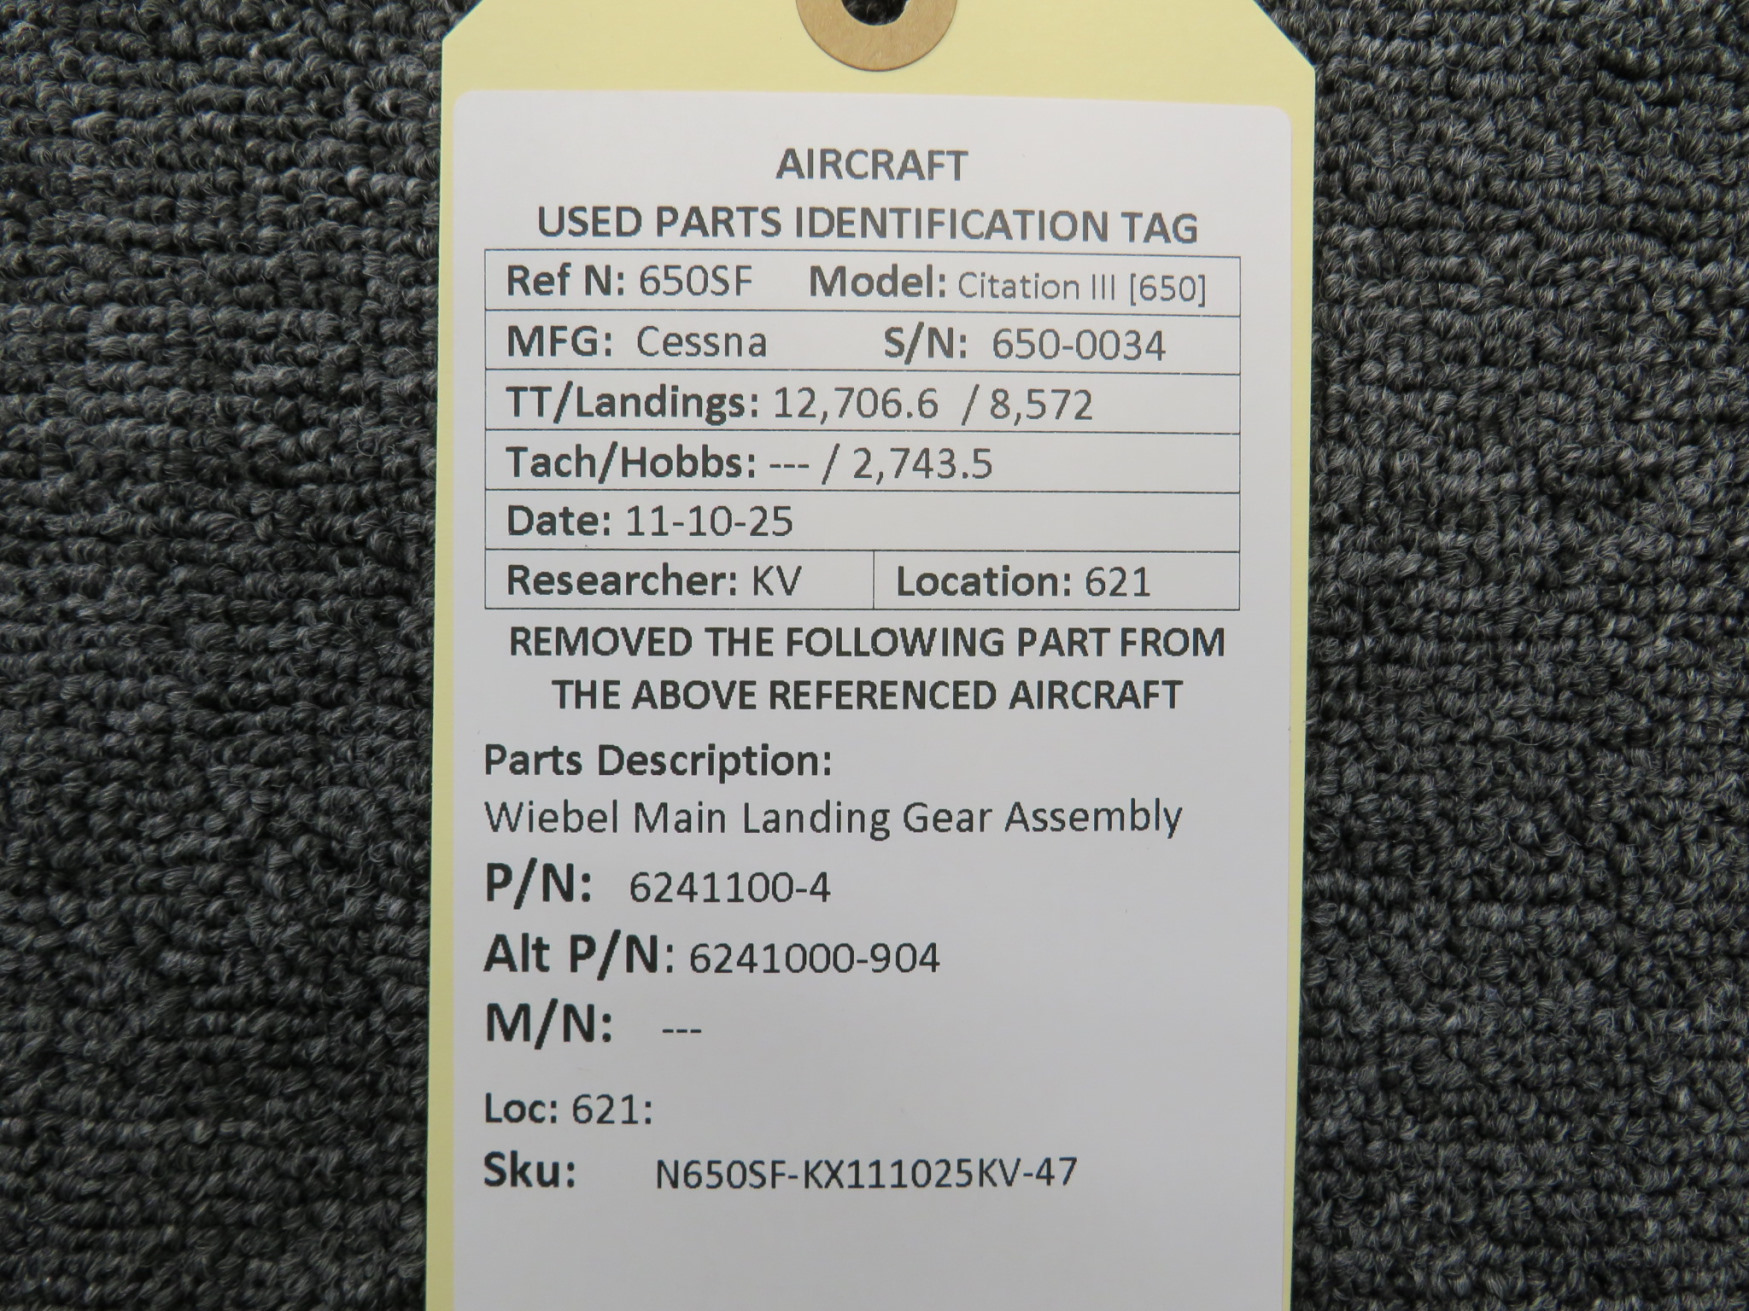 AIRCRAFT
USED PARTS IDENTIFICATION TAG
Ref N: 650SF Model: Citation III [650]
MFG: Cessna S/N: 650-0034
TT/Landings: 12,706.6 / 8,572
Tach/Hobbs: --- / 2,743.5
Date: 11-10-25
Researcher: KV Location: 621
REMOVED THE FOLLOWING PART FROM
THE ABOVE REFERENCED AIRCRAFT
Parts Description:
Wiebel Main Landing Gear Assembly
P/N: 6241100-4
Alt P/N: 6241000-904
M/N: ---
Loc: 621:
Sku: N650SF-KX111025KV-47